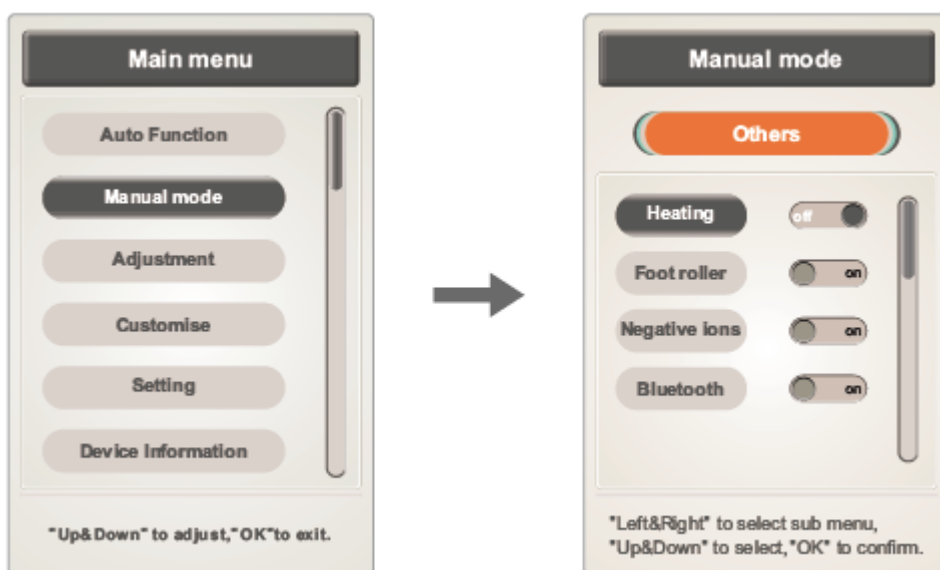 Main menu
Auto Function
Manual mode
Adjustment
Customise
Setting
Device Information
"Up&Down" to adjust,"OK"to exit.
Manual mode
Others
Heating off
Foot roller on
Negative ions on
Bluetooth on
"Left&Right" to select sub menu,
"Up&Down" to select,"OK" to confirm.